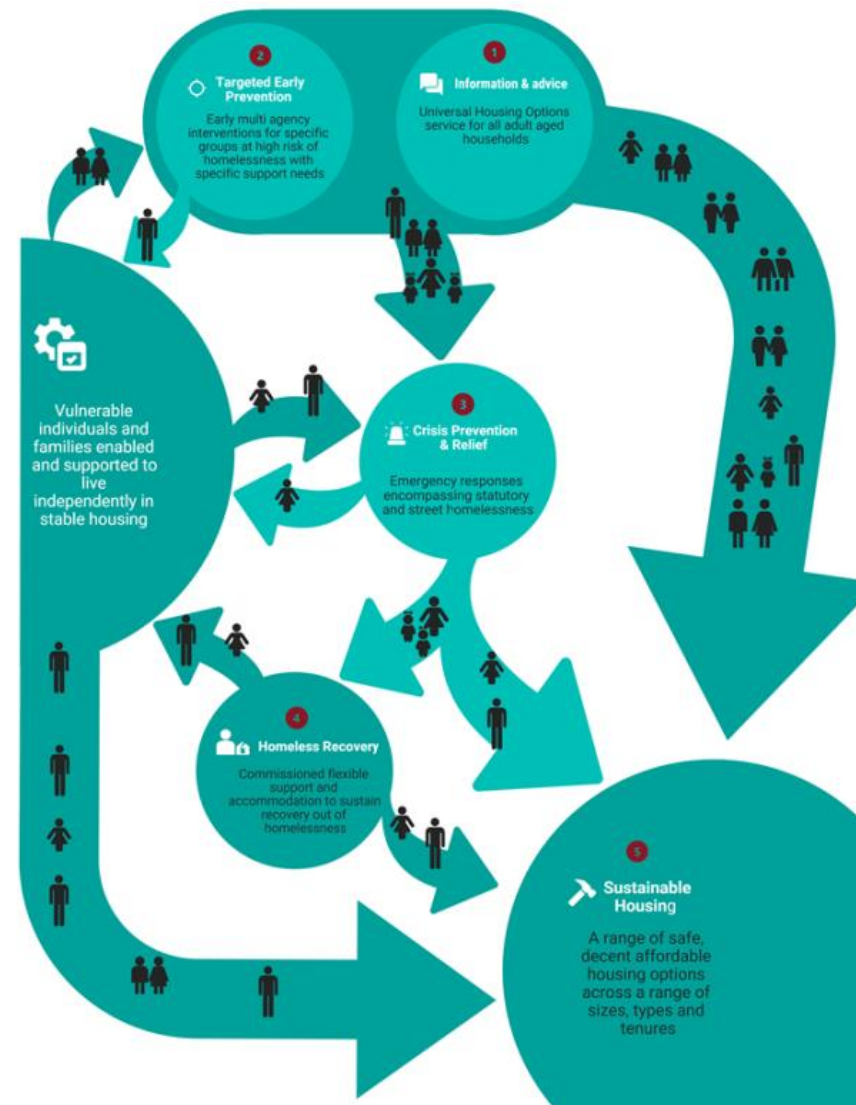 2
Targeted Early
Prevention
Early multi agency
interventions for specific
groups at high risk of
homelessness with
specific support needs
1
Information & advice
Universal Housing Options
service for all adult aged
households
Vulnerable
individuals and
families enabled
and supported to
live
independently in
stable housing
3
Crisis Prevention
& Relief
Emergency responses
encompassing statutory
and street homelessness
4
Homeless Recovery
Commissioned flexible
support and
accommodation to sustain
recovery out of
homelessness
5
Sustainable
Housing
A range of safe,
decent affordable
housing options
across a range of
sizes, types and
tenures